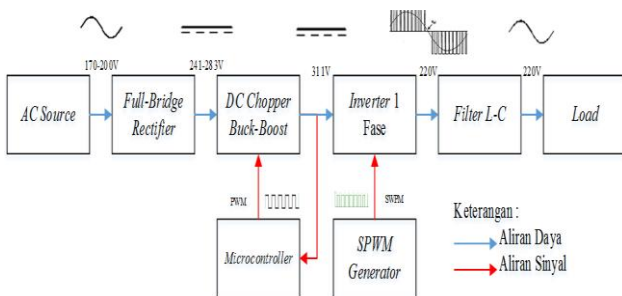 170-200V
241-283V
311V
220V
220V
AC Source
Full-Bridge
Rectifier
DC Chopper
Buck-Boost
Inverter 1
Fase
Filter L-C
Load
PWM
SWPM
Microcontroller
SPWM
Generator
Keterangan :
Aliran Daya
Aliran Sinyal